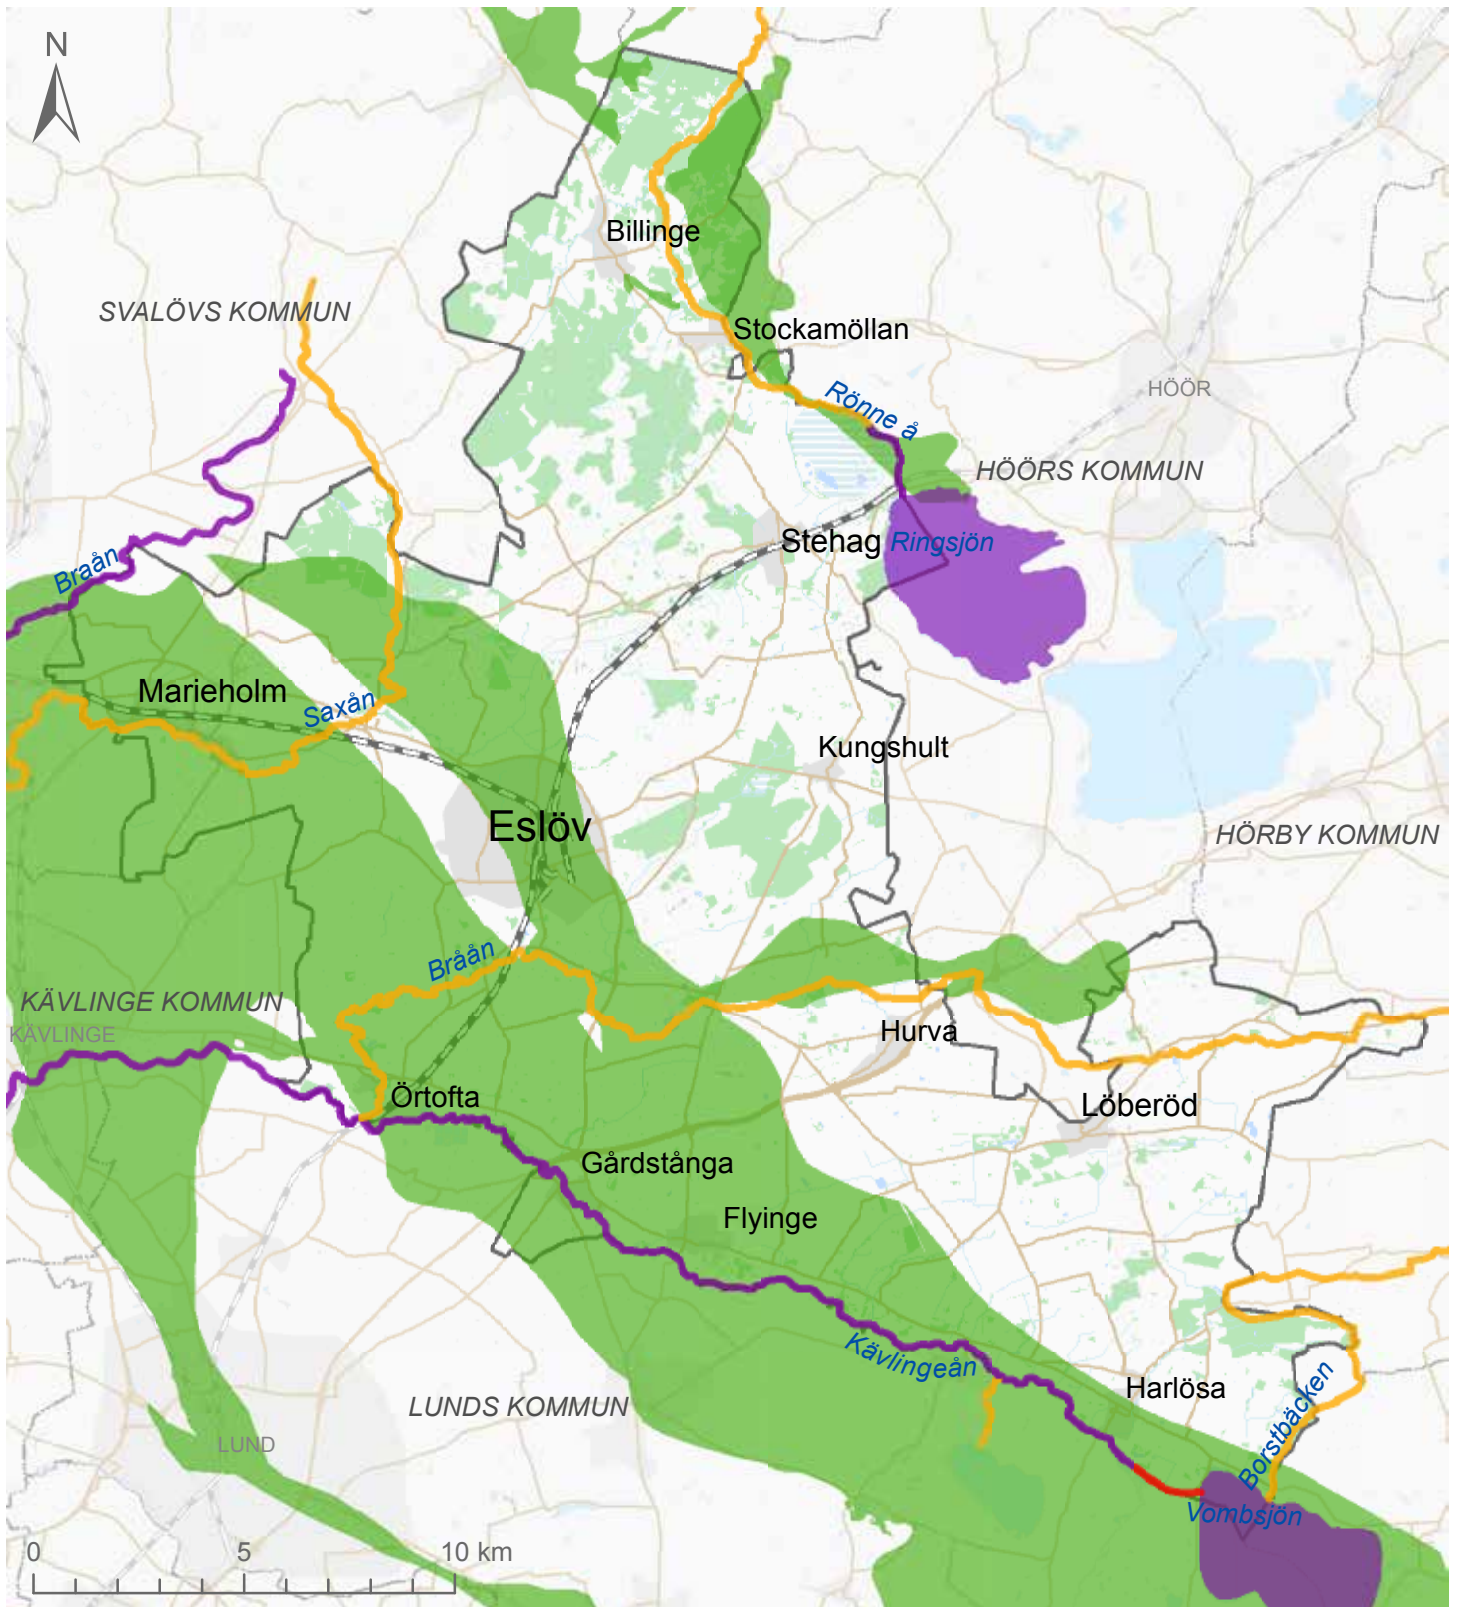 N
Billinge
SVALÖVS KOMMUN
Stockamöllan
HÖÖR
Rönne å
HÖÖRS KOMMUN
Stehag
Ringsjön
Braån
Marieholm
Saxån
Kungshult
Eslöv
HÖRBY KOMMUN
Bråån
KÄVLINGE KOMMUN
KÄVLINGE
Hurva
Örtofta
Löberöd
Gårdstånga
Flyinge
Kävlingeån
Harlösa
LUNDS KOMMUN
Borstbäcken
LUND
Vombsjön
0 5 10 km